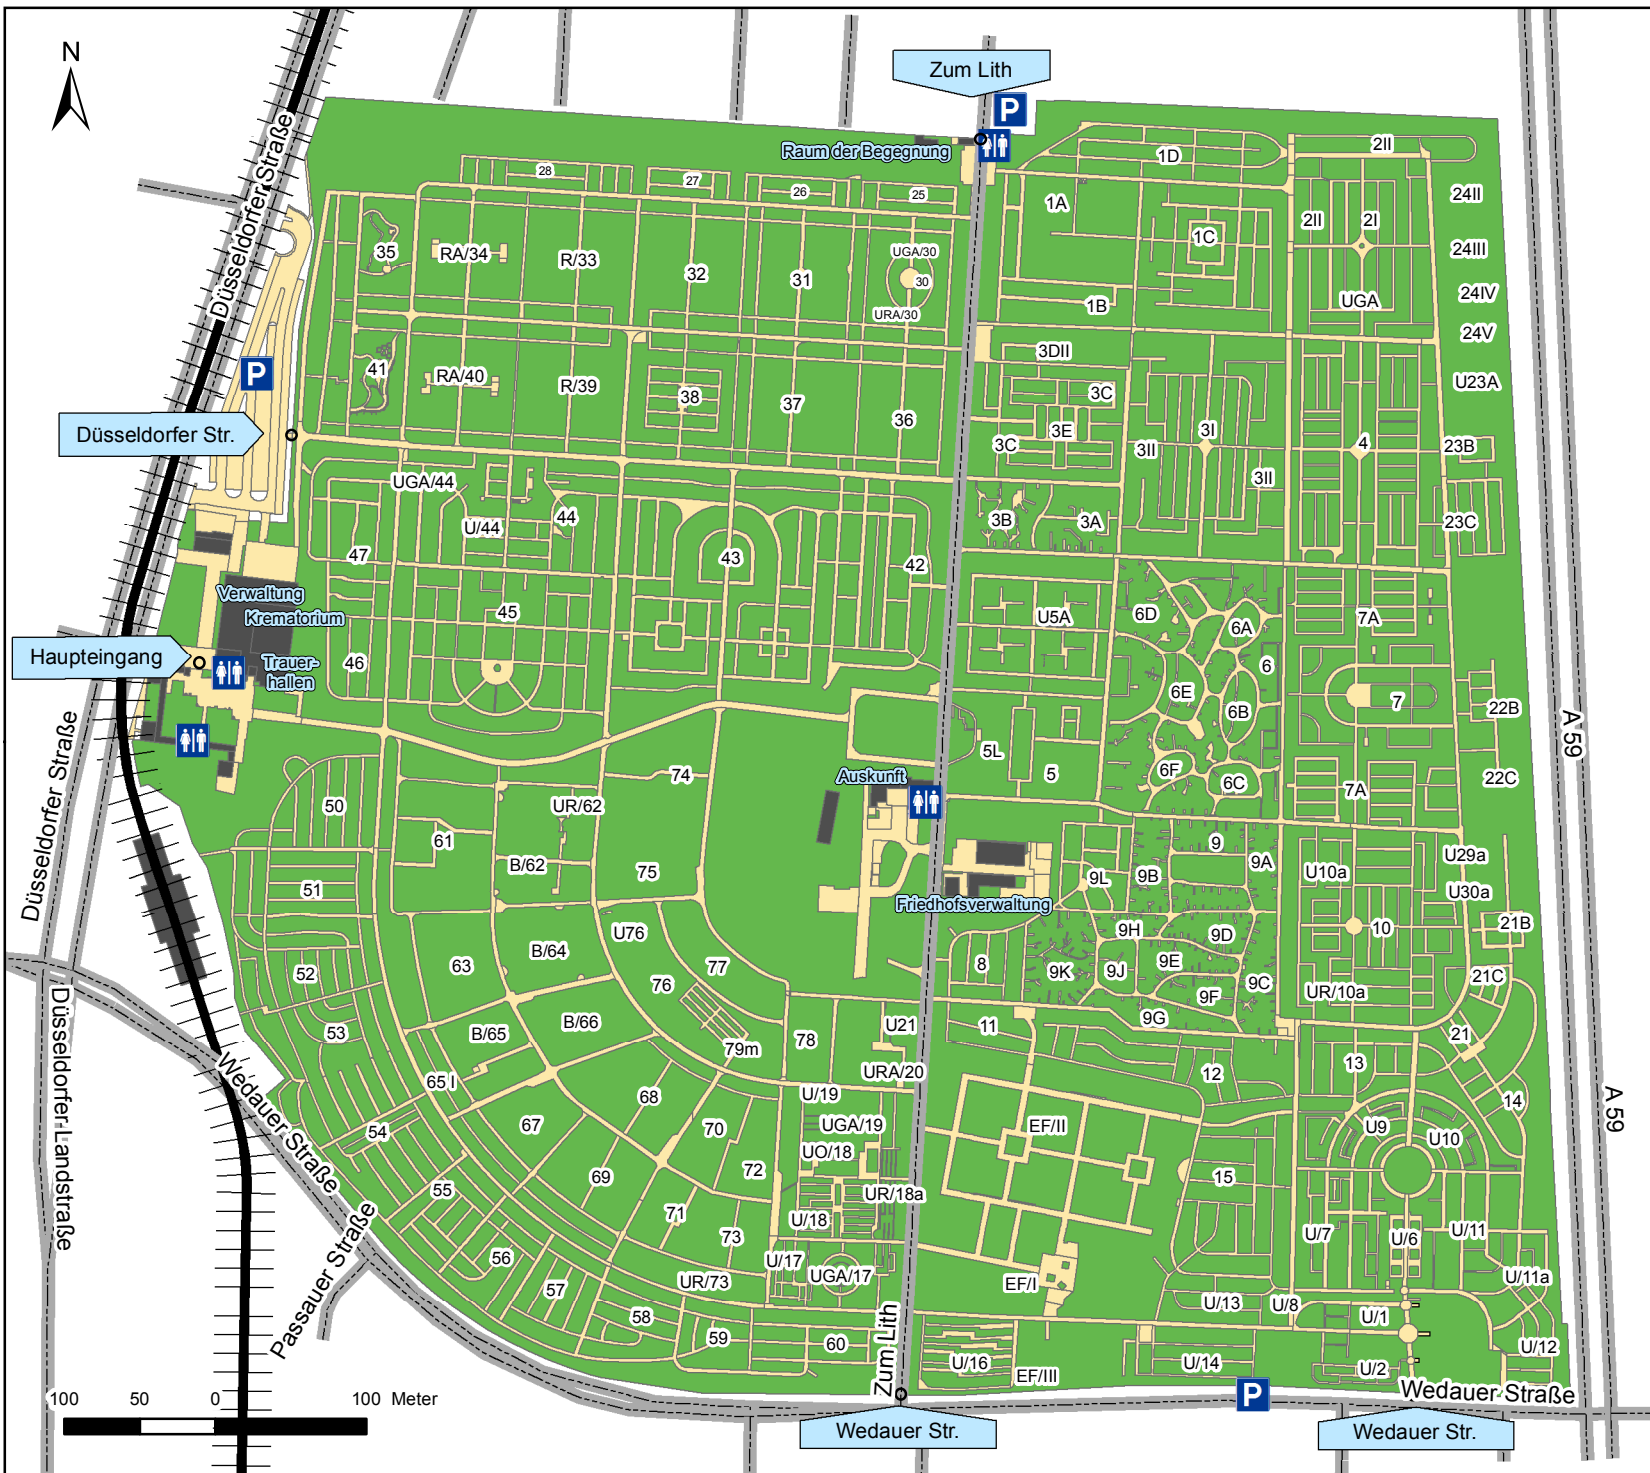 N
Zum Lith
P
Raum der Begegnung
Düsseldorfer Straße
28
27
26
25
1D
2II
24II
1A
2II
2I
1C
24III
35
RA/34
R/33
32
31
UGA/30
30
URA/30
24IV
UGA
1B
24V
3DII
U23A
P
41
RA/40
R/39
38
37
36
3C
3E
3C
3I
3II
3II
4
23B
Düsseldorfer Str.
UGA/44
44
U/44
47
43
42
3B
3A
23C
Verwaltung
Krematorium
Haupteingang
Trauer-
hallen
45
46
U5A
6D
6A
6
7A
6E
6B
7
22B
A 59
5L
5
6F
6C
22C
7A
Auskunft
74
UR/62
50
61
B/62
75
9
9A
9L
9B
U10a
U29a
U30a
51
Friedhofsverwaltung
Düsseldorfer Straße
U76
9H
9D
10
21B
63
B/64
77
76
8
9K
9J
9E
9F
9C
21C
UR/10a
52
53
B/65
B/66
79m
78
U21
11
9G
21
13
12
Düsseldorfer Landstraße
Wedauer Straße
65 I
68
URA/20
U/19
14
A 59
54
67
70
UGA/19
UO/18
EF/II
U9
U10
69
72
15
55
71
UR/18a
U/18
73
U/7
U/6
U/11
56
57
UR/73
U/17
UGA/17
EF/I
U/11a
Passauer Straße
58
59
60
U/13
U/8
U/1
U/12
U/16
EF/III
U/14
U/2
Zum Lith
P
Wedauer Straße
100 50 0 100 Meter
Wedauer Str.
Wedauer Str.